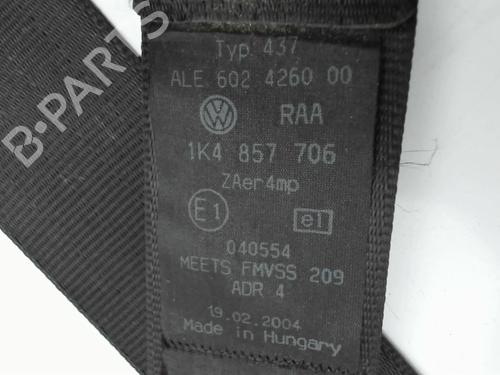 Typ 437
ALE 602 4260 00
VW RAA
1K4 857 706
ZAer4mp
E1 e1
040554
MEETS FMVSS 209
ADR 4
19.02.2004
Made in Hungary
B-PARTS